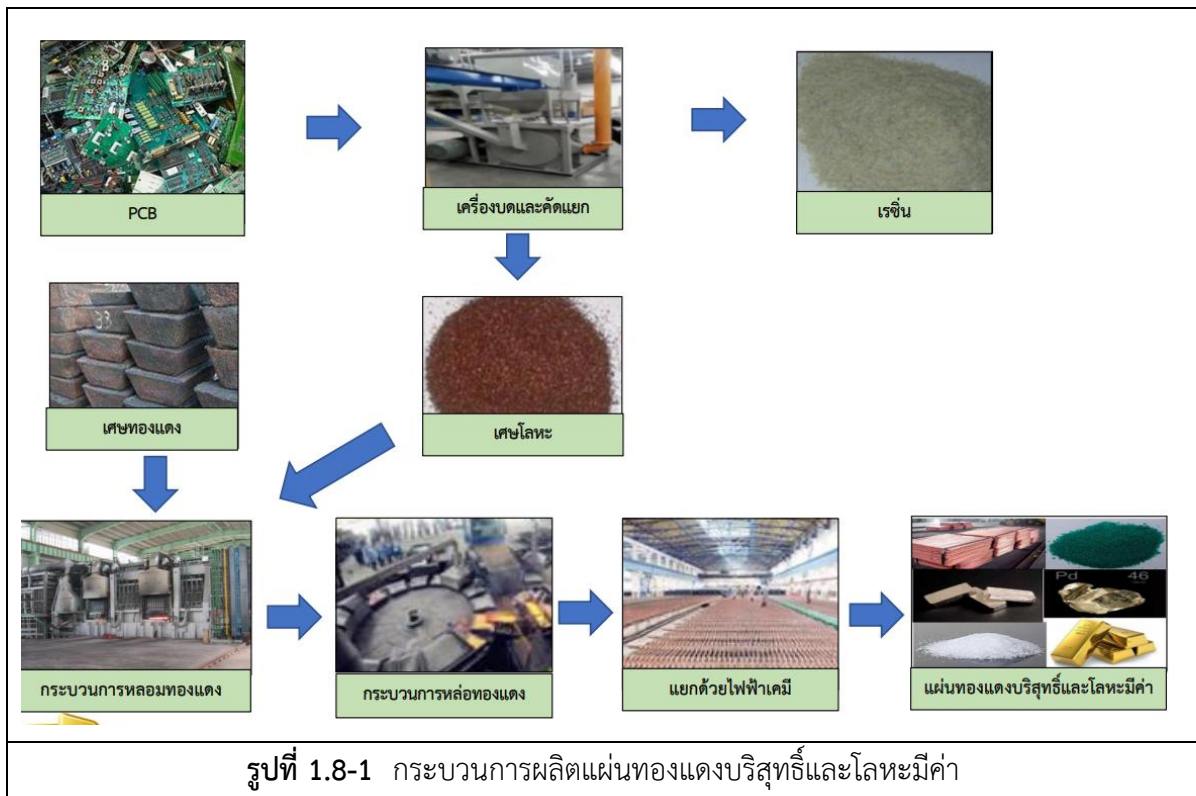 PCB
เครื่องบดและคัดแยก
เรซิ่น
33
เศษทองแดง
เศษโลหะ
Pd 46
กระบวนการหลอมทองแดง
กระบวนการหล่อทองแดง
แยกด้วยไฟฟ้าเคมี
แผ่นทองแดงบริสุทธิ์และโลหะมีค่า
รูปที่ 1.8-1 กระบวนการผลิตแผ่นทองแดงบริสุทธิ์และโลหะมีค่า